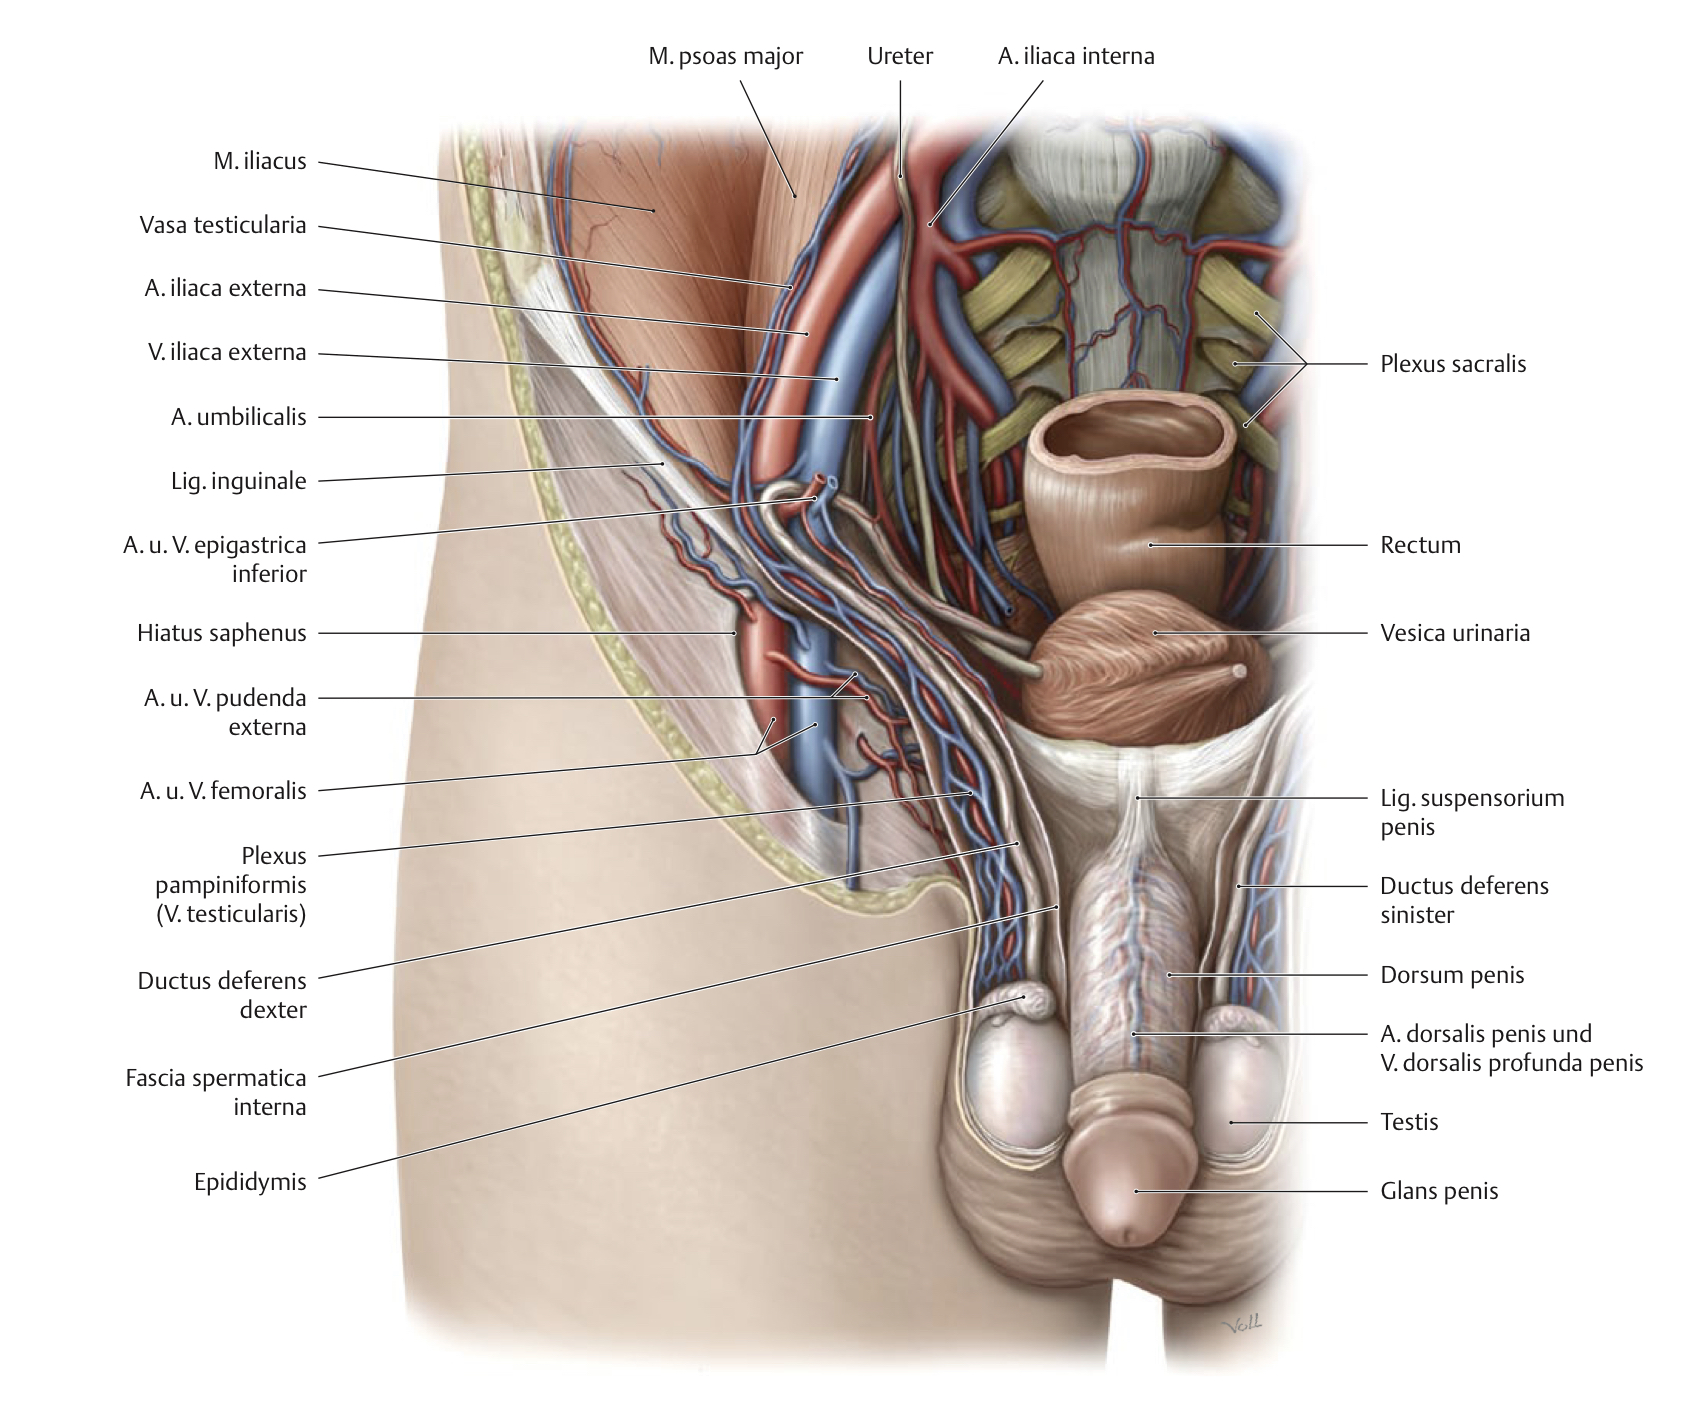 M. psoas major
Ureter
A. iliaca interna
M. iliacus
Vasa testicularia
A. iliaca externa
V. iliaca externa
A. umbilicalis
Lig. inguinale
A. u. V. epigastrica
inferior
Hiatus saphenus
A. u. V. pudenda
externa
A. u. V. femoralis
Plexus
pampiniformis
(V. testicularis)
Ductus deferens
dexter
Fascia spermatica
interna
Epididymis
Plexus sacralis
Rectum
Vesica urinaria
Lig. suspensorium
penis
Ductus deferens
sinister
Dorsum penis
A. dorsalis penis und
V. dorsalis profunda penis
Testis
Glans penis
Voll